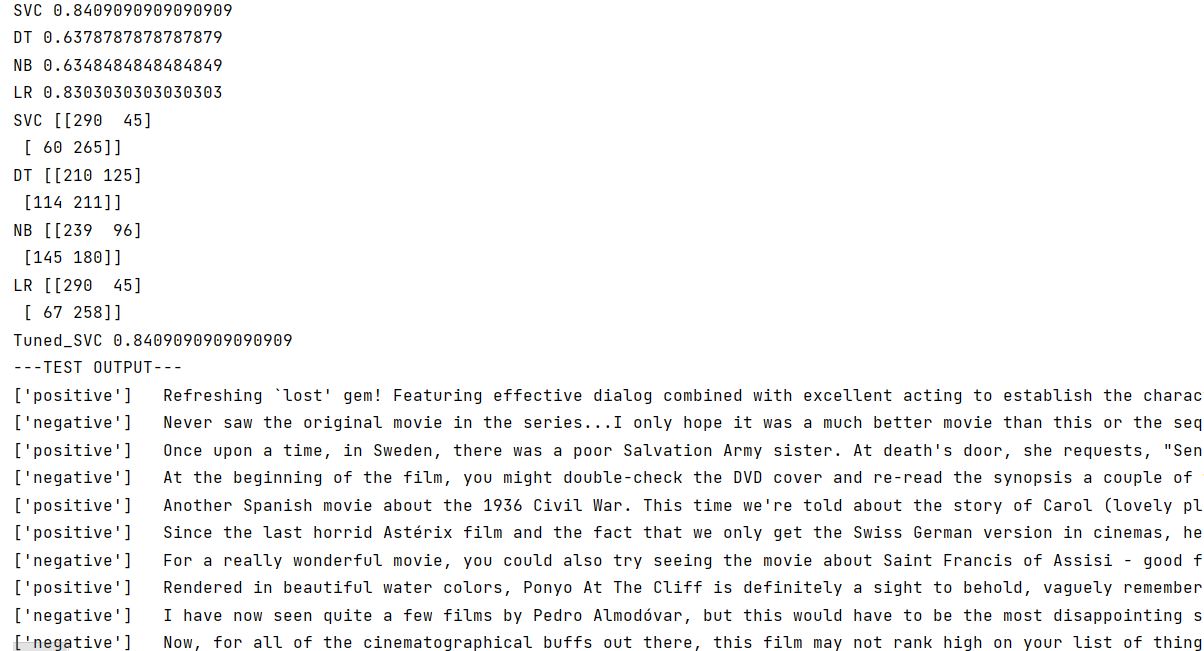 SVC 0.8409090909090909
DT 0.6378787878787879
NB 0.6348484848484849
LR 0.8303030303030303
SVC [[290  45]
 [ 60 265]]
DT [[210 125]
 [114 211]]
NB [[239  96]
 [145 180]]
LR [[290  45]
 [ 67 258]]
Tuned_SVC 0.8409090909090909
---TEST OUTPUT---
['positive']   Refreshing `lost' gem! Featuring effective dialog combined with excellent acting to establish the charac
['negative']   Never saw the original movie in the series...I only hope it was a much better movie than this or the seq
['positive']   Once upon a time, in Sweden, there was a poor Salvation Army sister. At death's door, she requests, "Sen
['negative']   At the beginning of the film, you might double-check the DVD cover and re-read the synopsis a couple of
['positive']   Another Spanish movie about the 1936 Civil War. This time we're told about the story of Carol (lovely pl
['positive']   Since the last horrid Astérix film and the fact that we only get the Swiss German version in cinemas, he
['negative']   For a really wonderful movie, you could also try seeing the movie about Saint Francis of Assisi - good f
['positive']   Rendered in beautiful water colors, Ponyo At The Cliff is definitely a sight to behold, vaguely remember
['negative']   I have now seen quite a few films by Pedro Almodóvar, but this would have to be the most disappointing s
['negative']   Now, for all of the cinematographical buffs out there, this film may not rank high on your list of thing